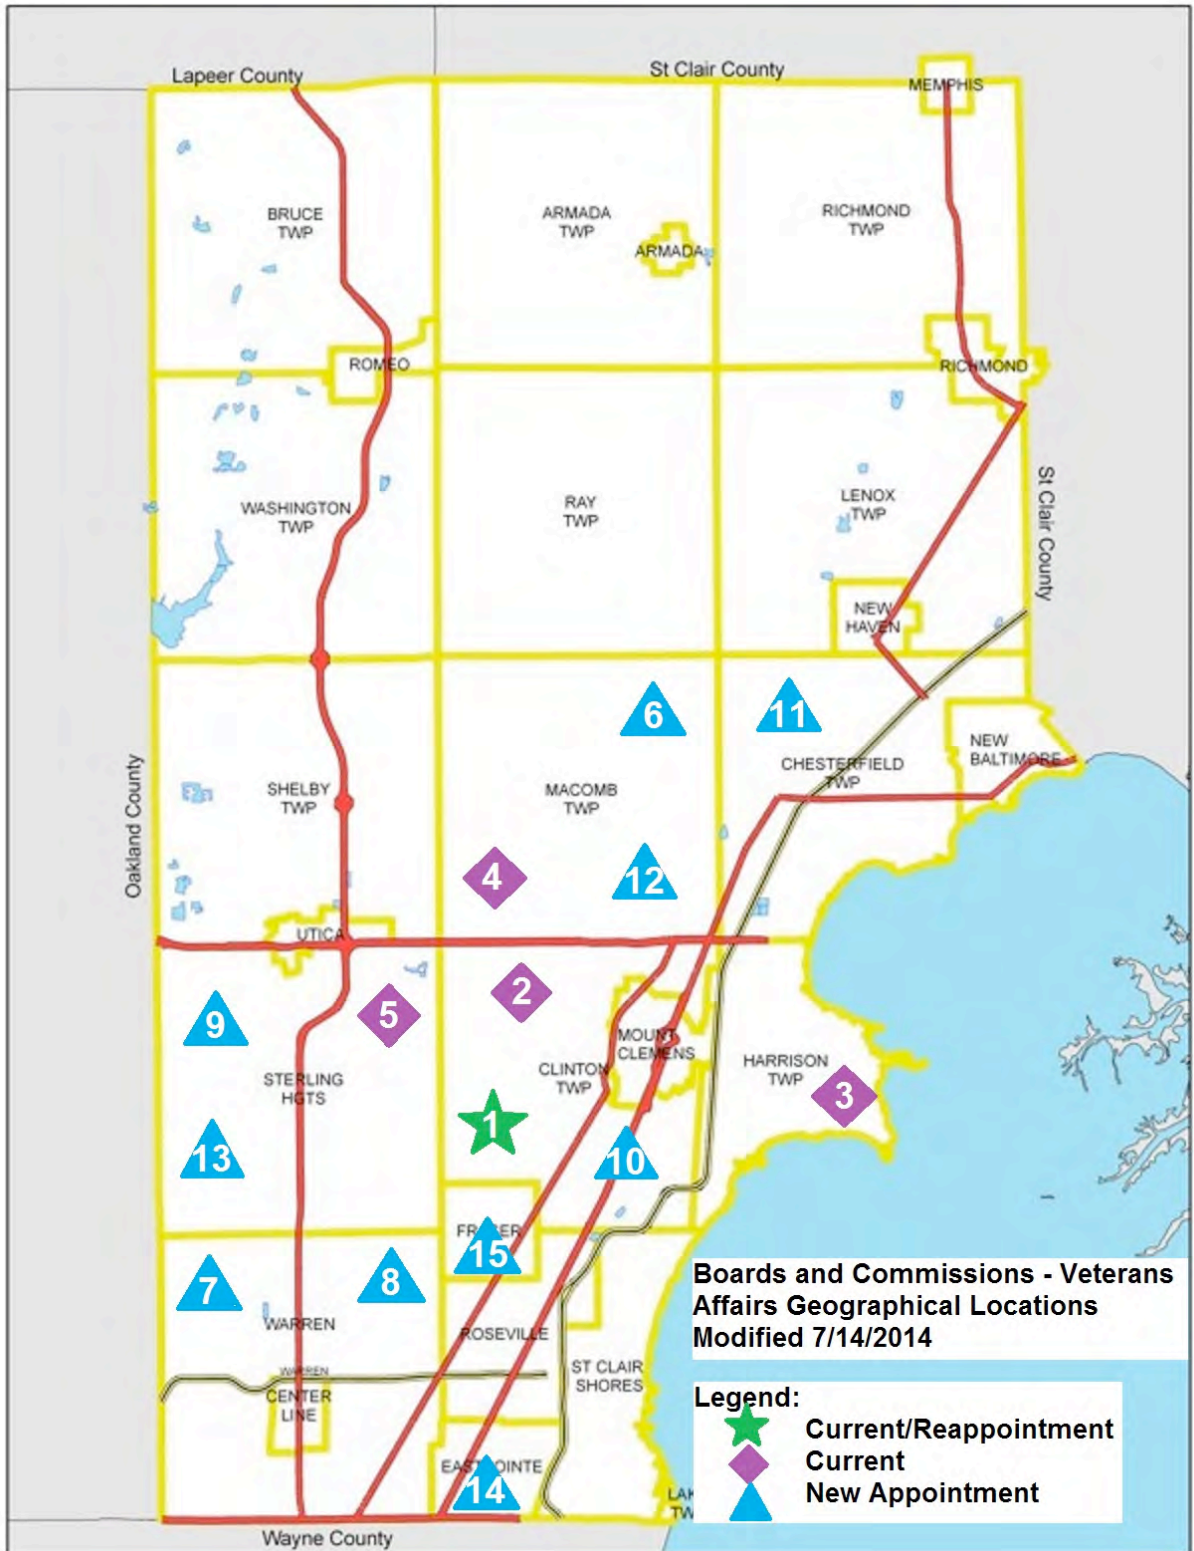 Lapeer County
St Clair County
MEMPHIS
BRUCE
TWP
ARMADA
TWP
ARMADA
RICHMOND
TWP
ROMEO
RICHMOND
WASHINGTON
TWP
RAY
TWP
LENOX
TWP
St Clair County
NEW
HAVEN
6
11
NEW
BALTIMORE
SHELBY
TWP
MACOMB
TWP
CHESTERFIELD
TWP
Oakland County
4
12
UTICA
9
5
2
MOUNT
CLEMENS
STERLING
HGTS
CLINTON
TWP
HARRISON
TWP
3
1
13
10
15
7
8
WARREN
ROSEVILLE
WARREN
CENTER
LINE
ST CLAIR
SHORES
14
TWP
Wayne County
Boards and Commissions - Veterans
Affairs Geographical Locations
Modified 7/14/2014
Legend:
Current/Reappointment
Current
New Appointment